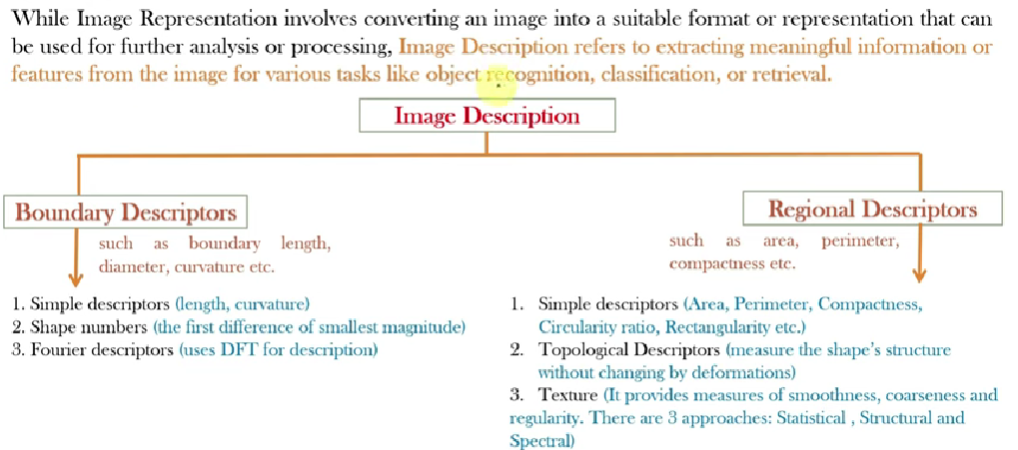 While Image Representation involves converting an image into a suitable format or representation that can
be used for further analysis or processing, Image Description refers to extracting meaningful information or
features from the image for various tasks like object recognition, classification, or retrieval.
Image Description
Boundary Descriptors
such as boundary length,
diameter, curvature etc.
1. Simple descriptors (length, curvature)
2. Shape numbers (the first difference of smallest magnitude)
3. Fourier descriptors (uses DFT for description)
Regional Descriptors
such as area, perimeter,
compactness etc.
1. Simple descriptors (Area, Perimeter, Compactness,
Circularity ratio, Rectangularity etc.)
2. Topological Descriptors (measure the shape's structure
without changing by deformations)
3. Texture (It provides measures of smoothness, coarseness and
regularity. There are 3 approaches: Statistical , Structural and
Spectral)